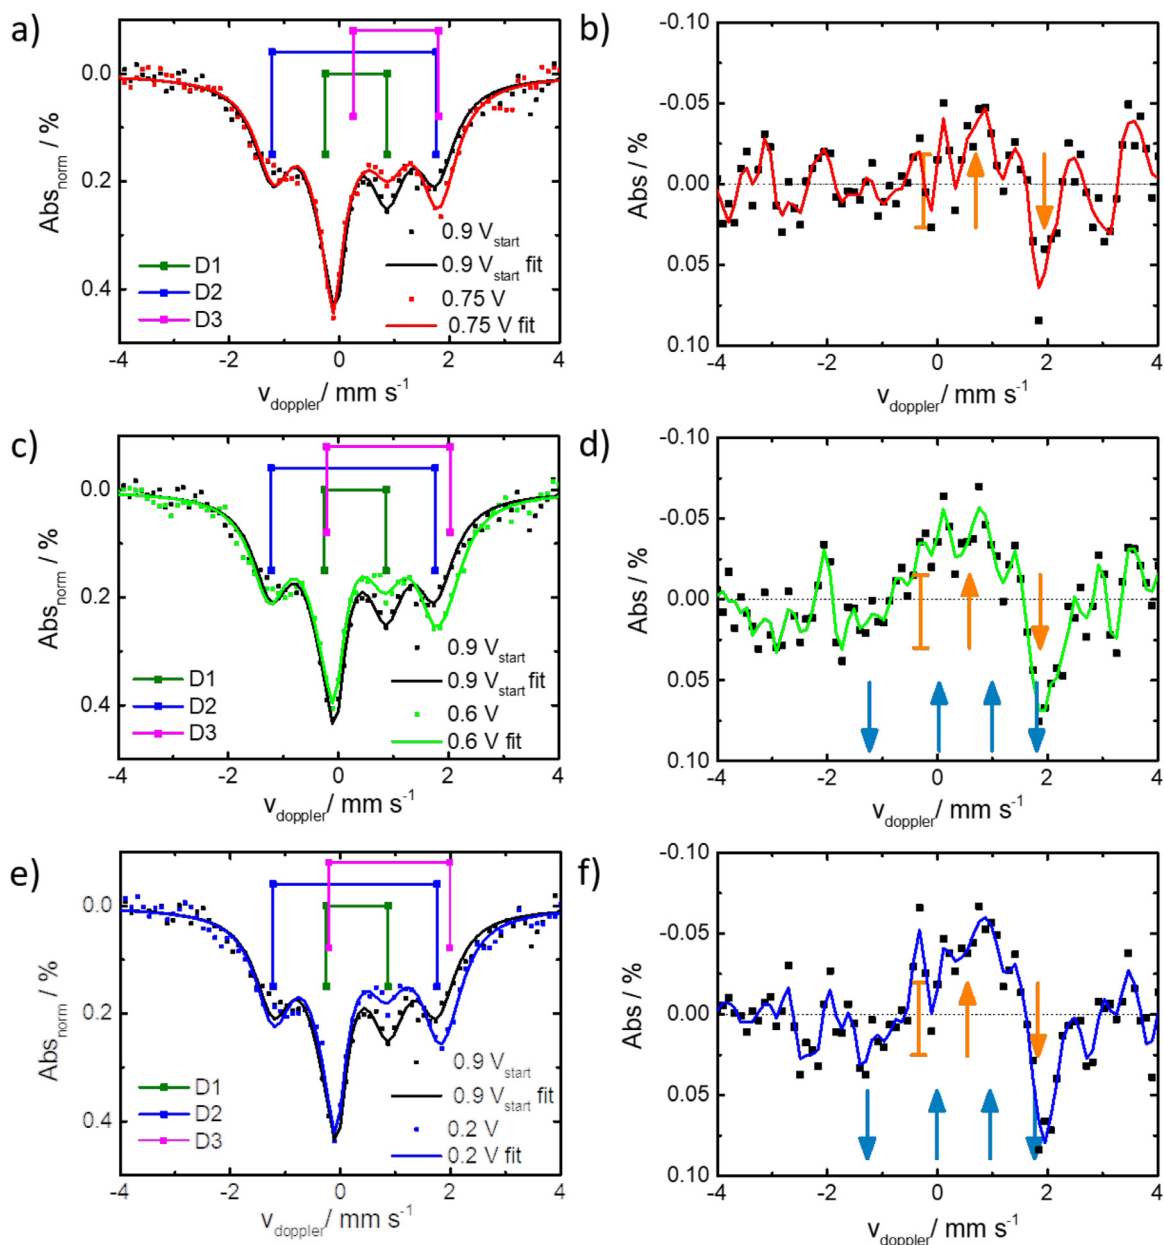 a)
0.0
0.2
0.4
Abs_norm / %
D1
D2
D3
0.9 V_start
0.9 V_start fit
0.75 V
0.75 V fit
-4 -2 0 2 4
v_doppler/ mm s⁻¹
b)
-0.10
-0.05
0.00
0.05
0.10
Abs / %
-4 -2 0 2 4
v_doppler/ mm s⁻¹
c)
0.0
0.2
0.4
Abs_norm / %
D1
D2
D3
0.9 V_start
0.9 V_start fit
0.6 V
0.6 V fit
-4 -2 0 2 4
v_doppler/ mm s⁻¹
d)
-0.10
-0.05
0.00
0.05
0.10
Abs / %
-4 -2 0 2 4
v_doppler/ mm s⁻¹
e)
0.0
0.2
0.4
Abs_norm / %
D1
D2
D3
0.9 V_start
0.9 V_start fit
0.2 V
0.2 V fit
-4 -2 0 2 4
v_doppler/ mm s⁻¹
f)
-0.10
-0.05
0.00
0.05
0.10
Abs / %
-4 -2 0 2 4
v_doppler/ mm s⁻¹